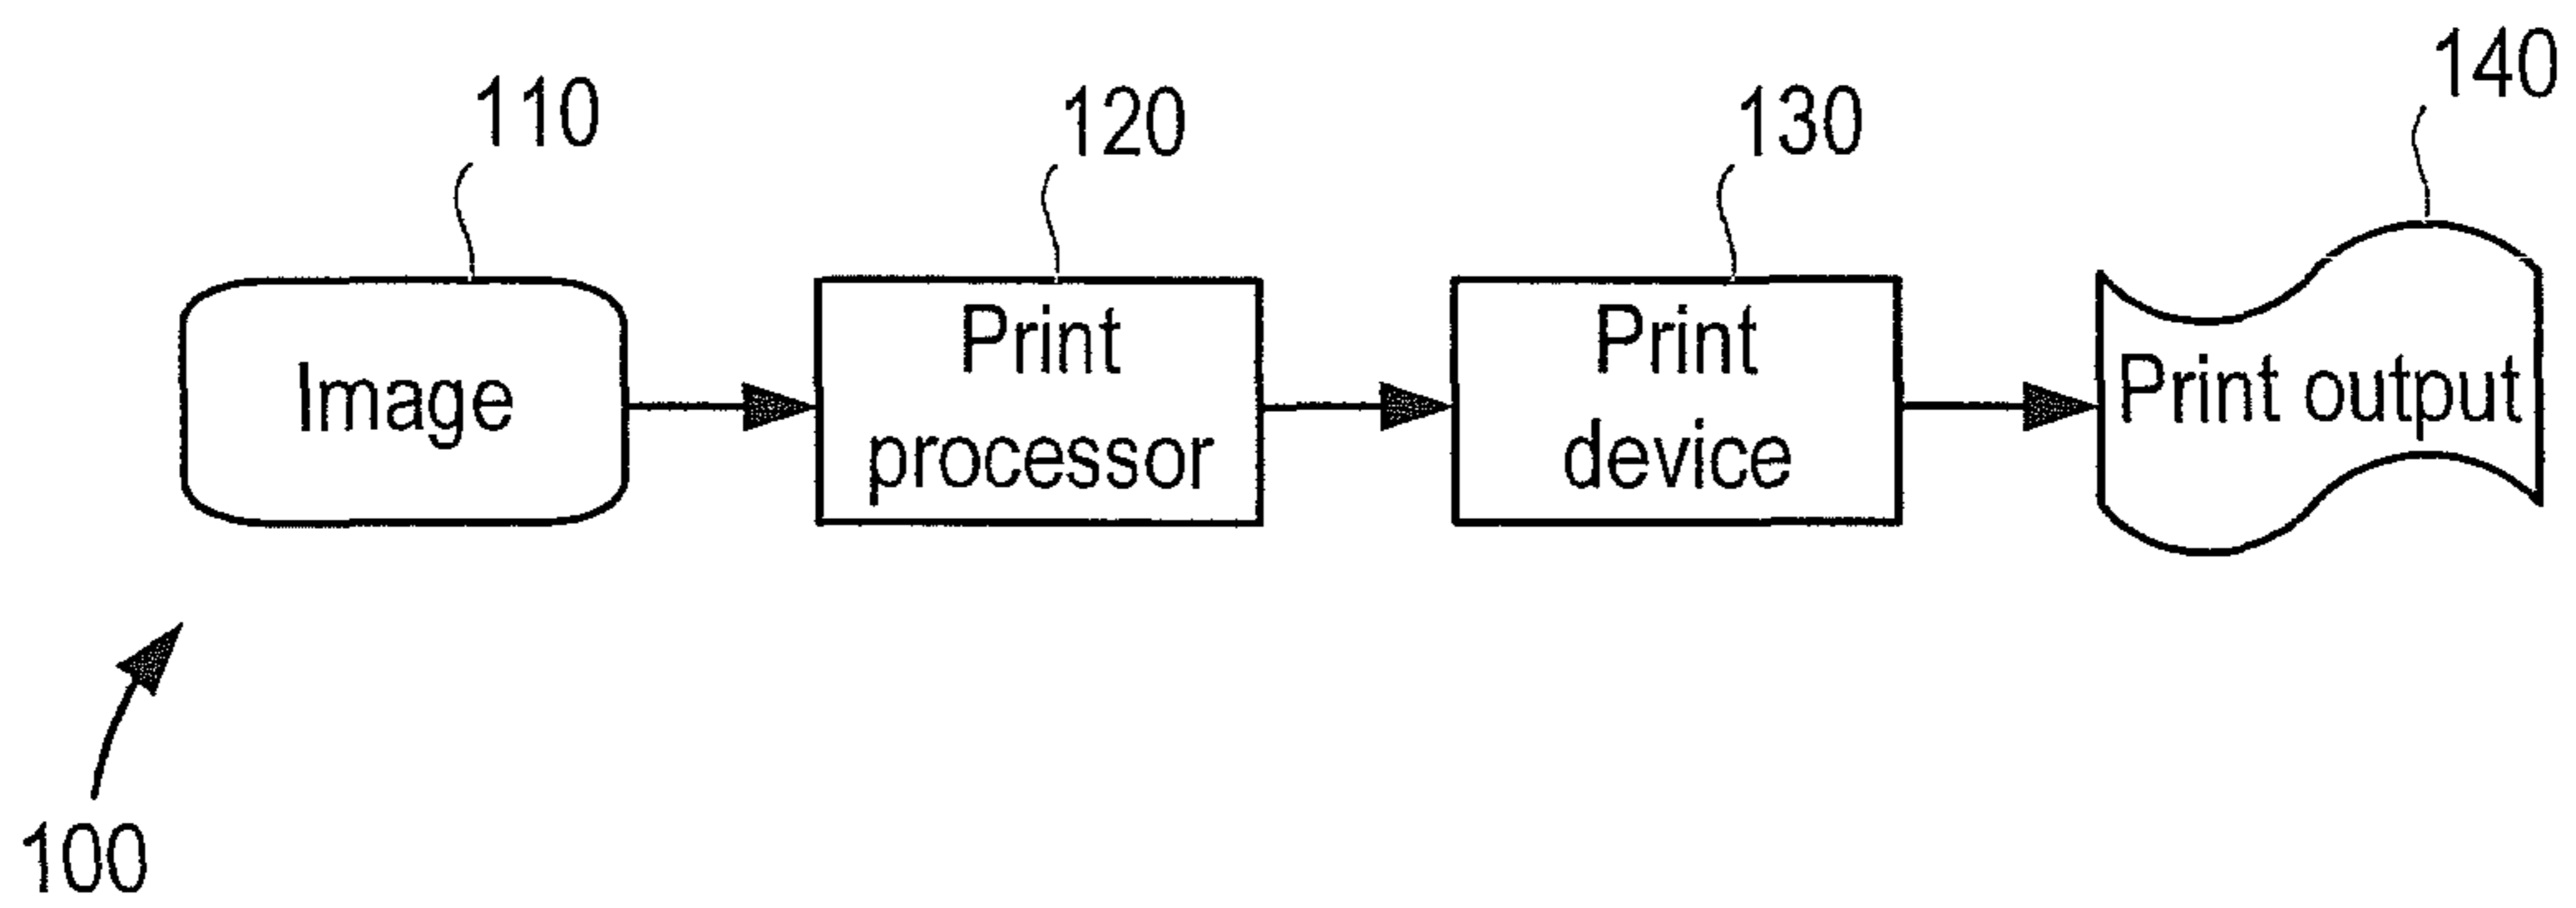 140
110
120
130
Image
Print
processor
Print
device
Print output
100